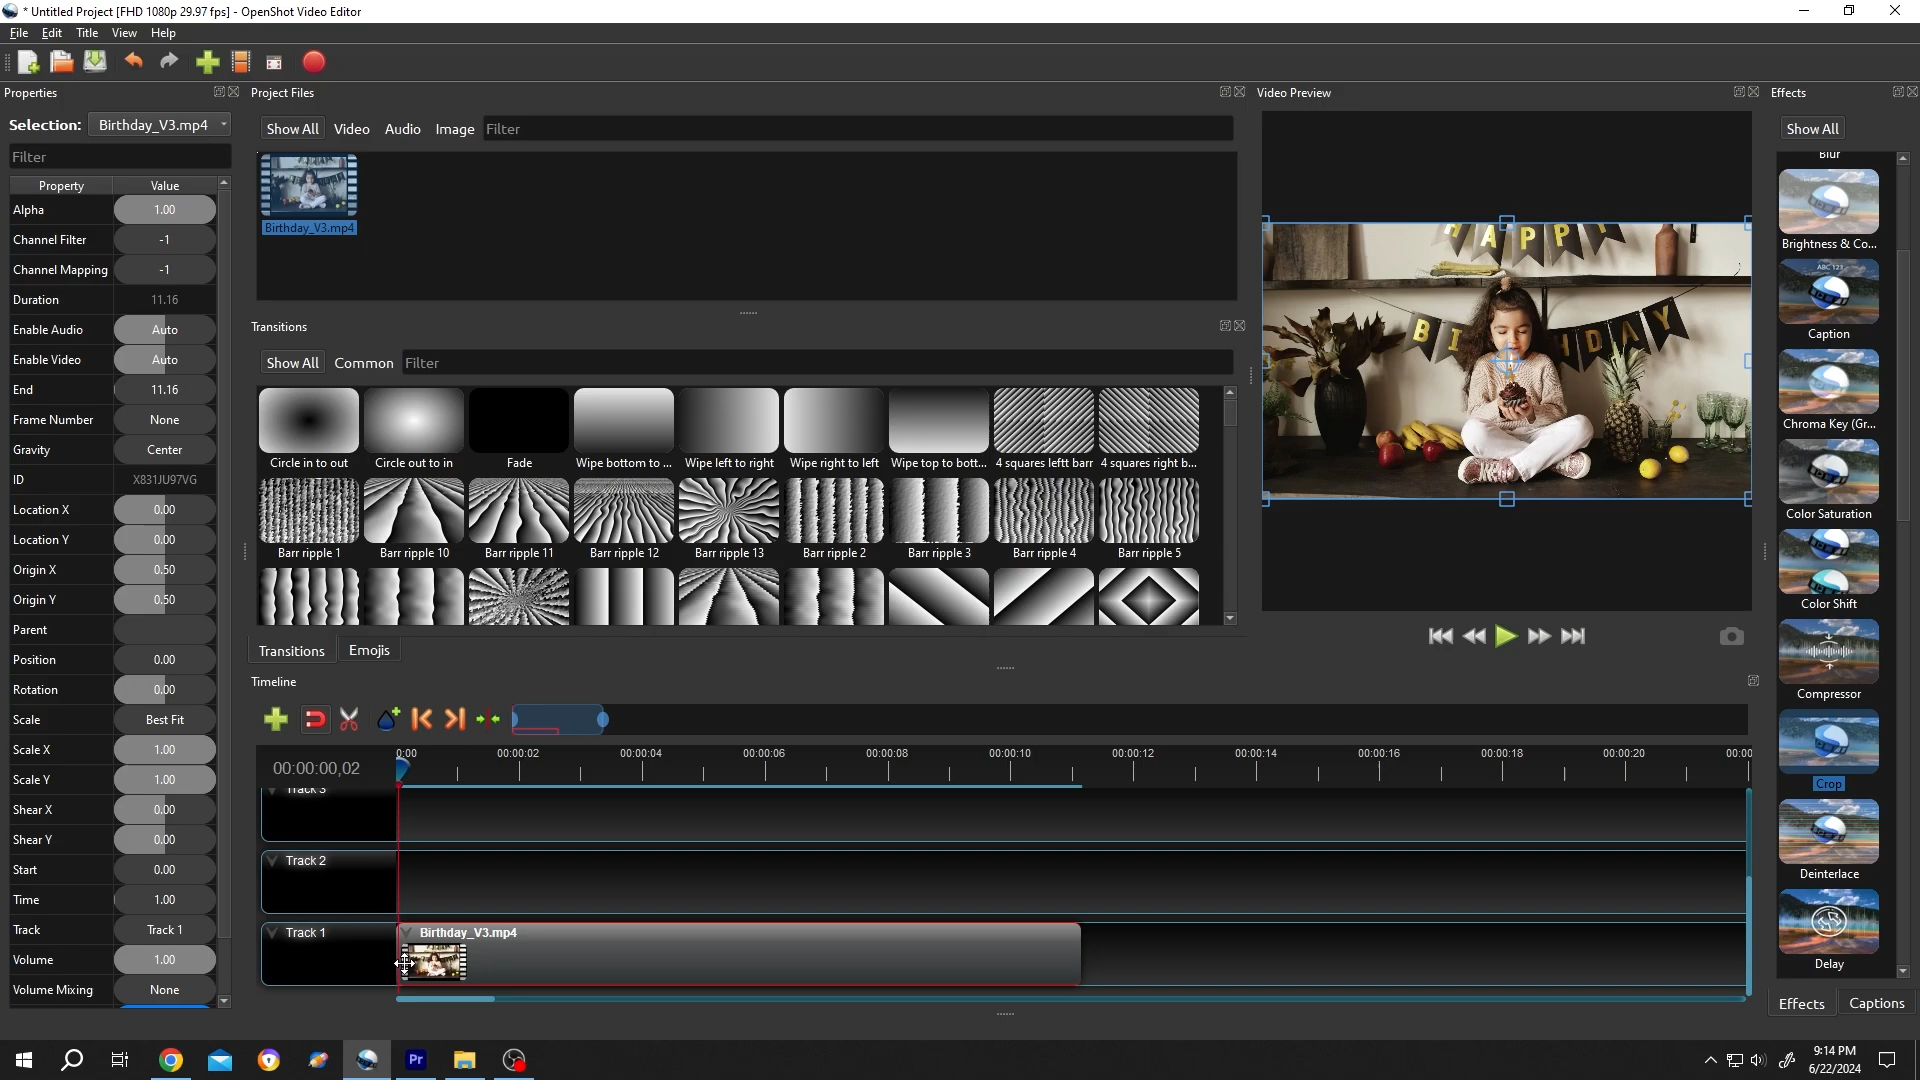 * Untitled Project [FHD 1080p 29.97 fps] - OpenShot Video Editor
File Edit Title View Help
Properties
Selection: Birthday_V3.mp4
Filter
Property Value
Alpha 1.00
Channel Filter -1
Channel Mapping -1
Duration 11.16
Enable Audio Auto
Enable Video Auto
End 11.16
Frame Number None
Gravity Center
ID X831JU97VG
Location X 0.00
Location Y 0.00
Origin X 0.50
Origin Y 0.50
Parent
Position 0.00
Rotation 0.00
Scale Best Fit
Scale X 1.00
Scale Y 1.00
Shear X 0.00
Shear Y 0.00
Start 0.00
Time 1.00
Track Track 1
Volume 1.00
Volume Mixing None
Project Files
Show All Video Audio Image Filter
Birthday_V3.mp4
Transitions
Show All Common Filter
Circle in to out Circle out to in Fade Wipe bottom to ... Wipe left to right Wipe right to left Wipe top to bott... 4 squares leftt barr 4 squares right b...
Barr ripple 1 Barr ripple 10 Barr ripple 11 Barr ripple 12 Barr ripple 13 Barr ripple 2 Barr ripple 3 Barr ripple 4 Barr ripple 5
Transitions Emojis
Video Preview
HAPPY
BI HDAY
Effects
Show All
Blur
Brightness & Co...
ABC 123
Caption
Chroma Key (Gr...
Color Saturation
Color Shift
Compressor
Crop
Deinterlace
Delay
Effects Captions
Timeline
00:00:00,02
0:00 00:00:02 00:00:04 00:00:06 00:00:08 00:00:10 00:00:12 00:00:14 00:00:16 00:00:18 00:00:20 00:00
Track 3
Track 2
Track 1 Birthday_V3.mp4
Pr
9:14 PM
6/22/2024